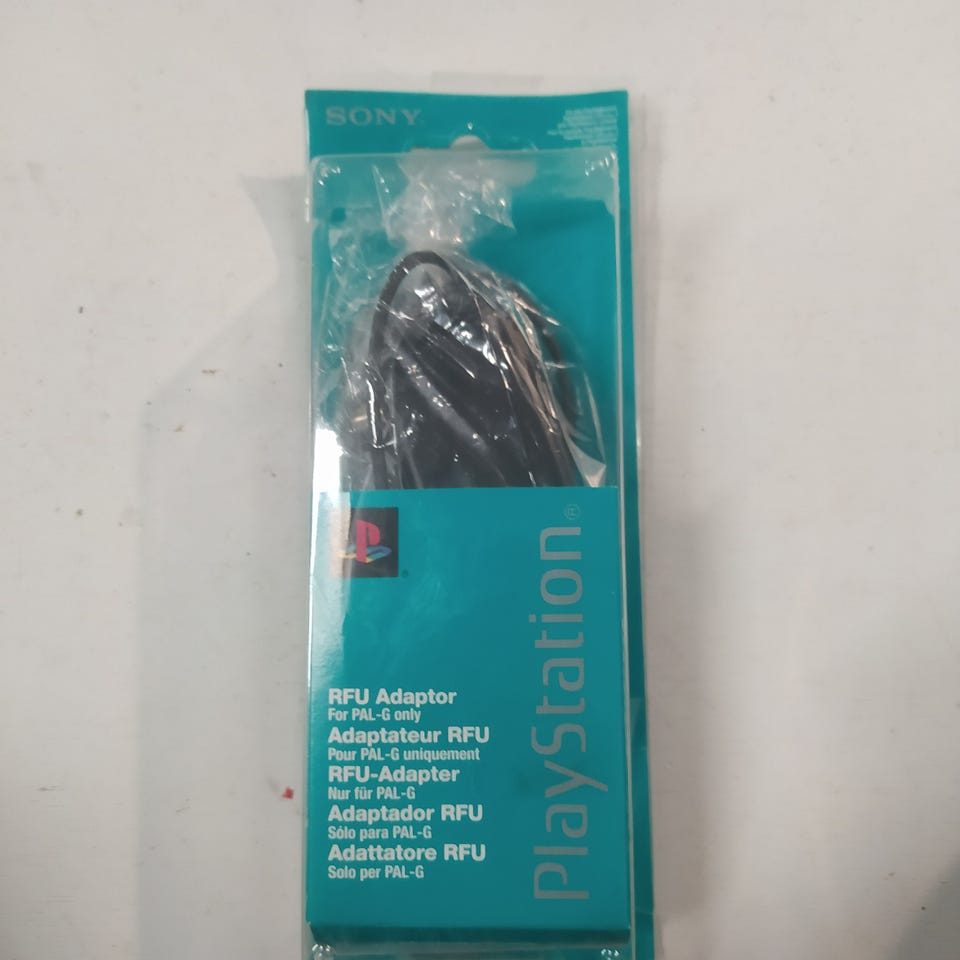 SONY
RFU Adaptor
For PAL-G only
Adaptateur RFU
Pour PAL-G uniquement
RFU-Adapter
Nur für PAL-G
Adaptador RFU
Sólo para PAL-G
Adattatore RFU
Solo per PAL-G
PlayStation®